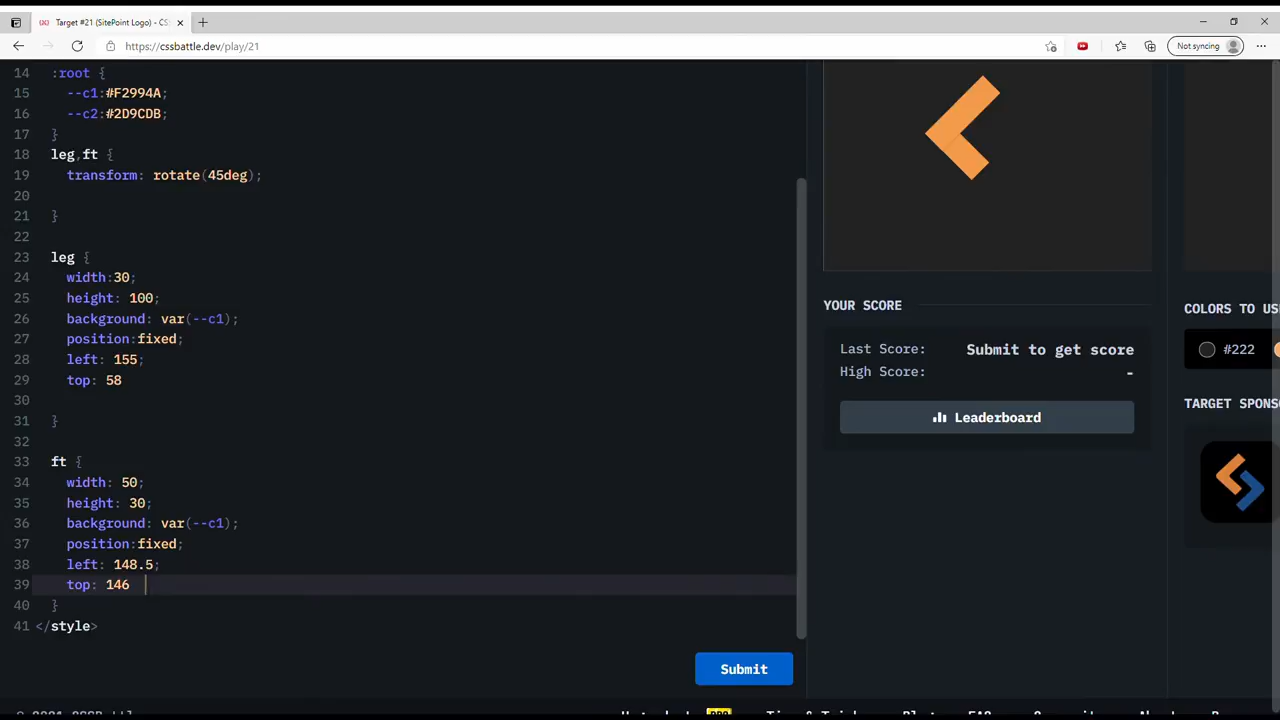 Target #21 (SitePoint Logo) - CS
https://cssbattle.dev/play/21
Not syncing
14 :root {
15 --c1:#F2994A;
16 --c2:#2D9CDB;
17 }
18 leg,ft {
19 transform: rotate(45deg);
20
21 }
22
23 leg {
24 width:30;
25 height: 100;
26 background: var(--c1);
27 position:fixed;
28 left: 155;
29 top: 58
30
31 }
32
33 ft {
34 width: 50;
35 height: 30;
36 background: var(--c1);
37 position:fixed;
38 left: 148.5;
39 top: 146
40 }
41 </style>
Submit
YOUR SCORE
Last Score: Submit to get score
High Score: -
Leaderboard
COLORS TO US
#222
TARGET SPONS